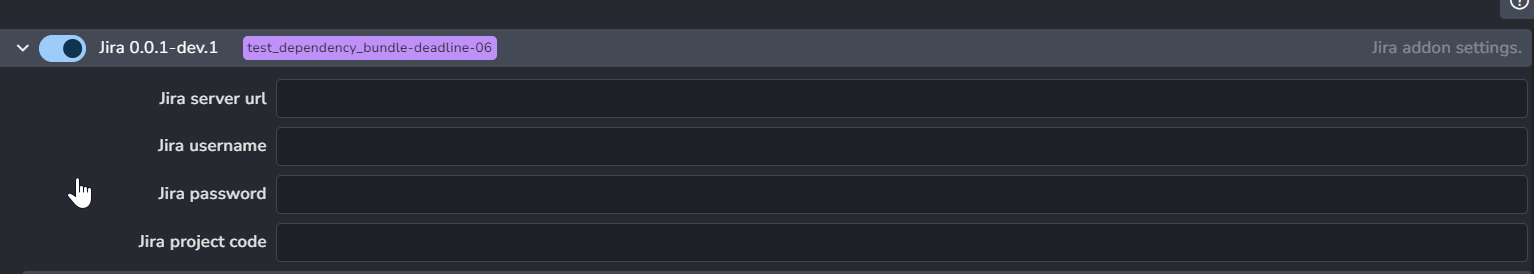 Jira 0.0.1-dev.1 test_dependency_bundle-deadline-06 Jira addon settings.
Jira server url
Jira username
Jira password
Jira project code